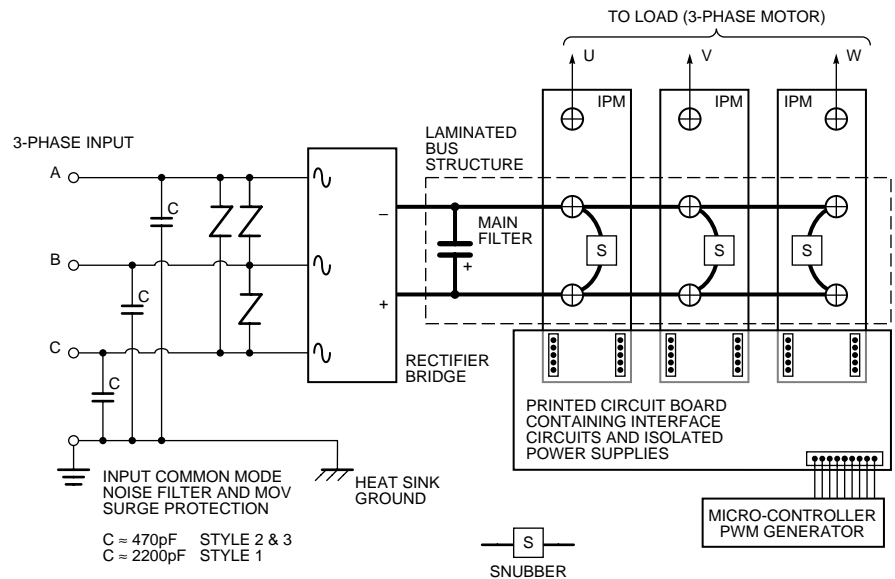 TO LOAD (3-PHASE MOTOR)
U
V
W
IPM
IPM
IPM
3-PHASE INPUT
LAMINATED
BUS
STRUCTURE
A
C
–
MAIN
FILTER
+
S
S
S
B
C
+
C
C
RECTIFIER
BRIDGE
PRINTED CIRCUIT BOARD
CONTAINING INTERFACE
CIRCUITS AND ISOLATED
POWER SUPPLIES
INPUT COMMON MODE
NOISE FILTER AND MOV
SURGE PROTECTION
HEAT SINK
GROUND
C ≈ 470pF STYLE 2 & 3
C ≈ 2200pF STYLE 1
MICRO-CONTROLLER
PWM GENERATOR
S
SNUBBER